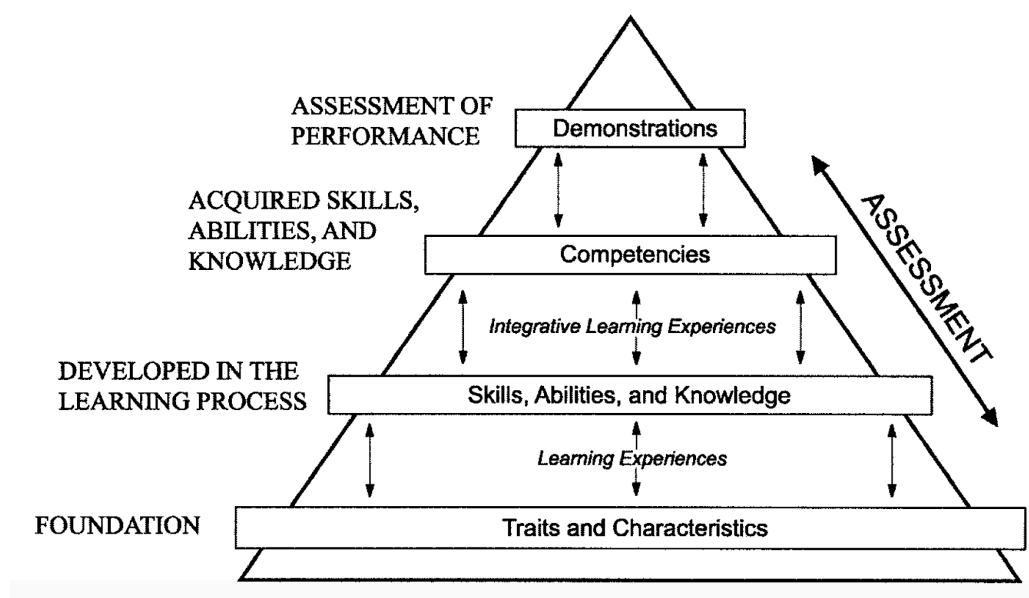 ASSESSMENT OF
PERFORMANCE
Demonstrations
ACQUIRED SKILLS,
ABILITIES, AND
KNOWLEDGE
Competencies
ASSESSMENT
Integrative Learning Experiences
DEVELOPED IN THE
LEARNING PROCESS
Skills, Abilities, and Knowledge
Learning Experiences
FOUNDATION
Traits and Characteristics